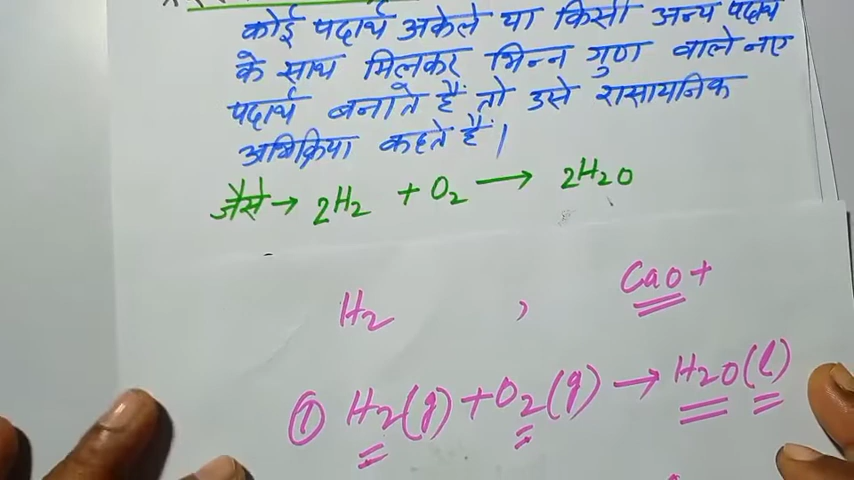 कोई पदार्थ अकेले या किसी अन्य पदार्थ
के साथ मिलकर भिन्न गुण वाले नए
पदार्थ बनाते हैं तो उसे रासायनिक
अभिक्रिया कहते हैं।
जैसे → 2H₂ + O₂ ⟶ 2H₂O
H₂ , CaO +
① H₂(g) + O₂(g) → H₂O(l)